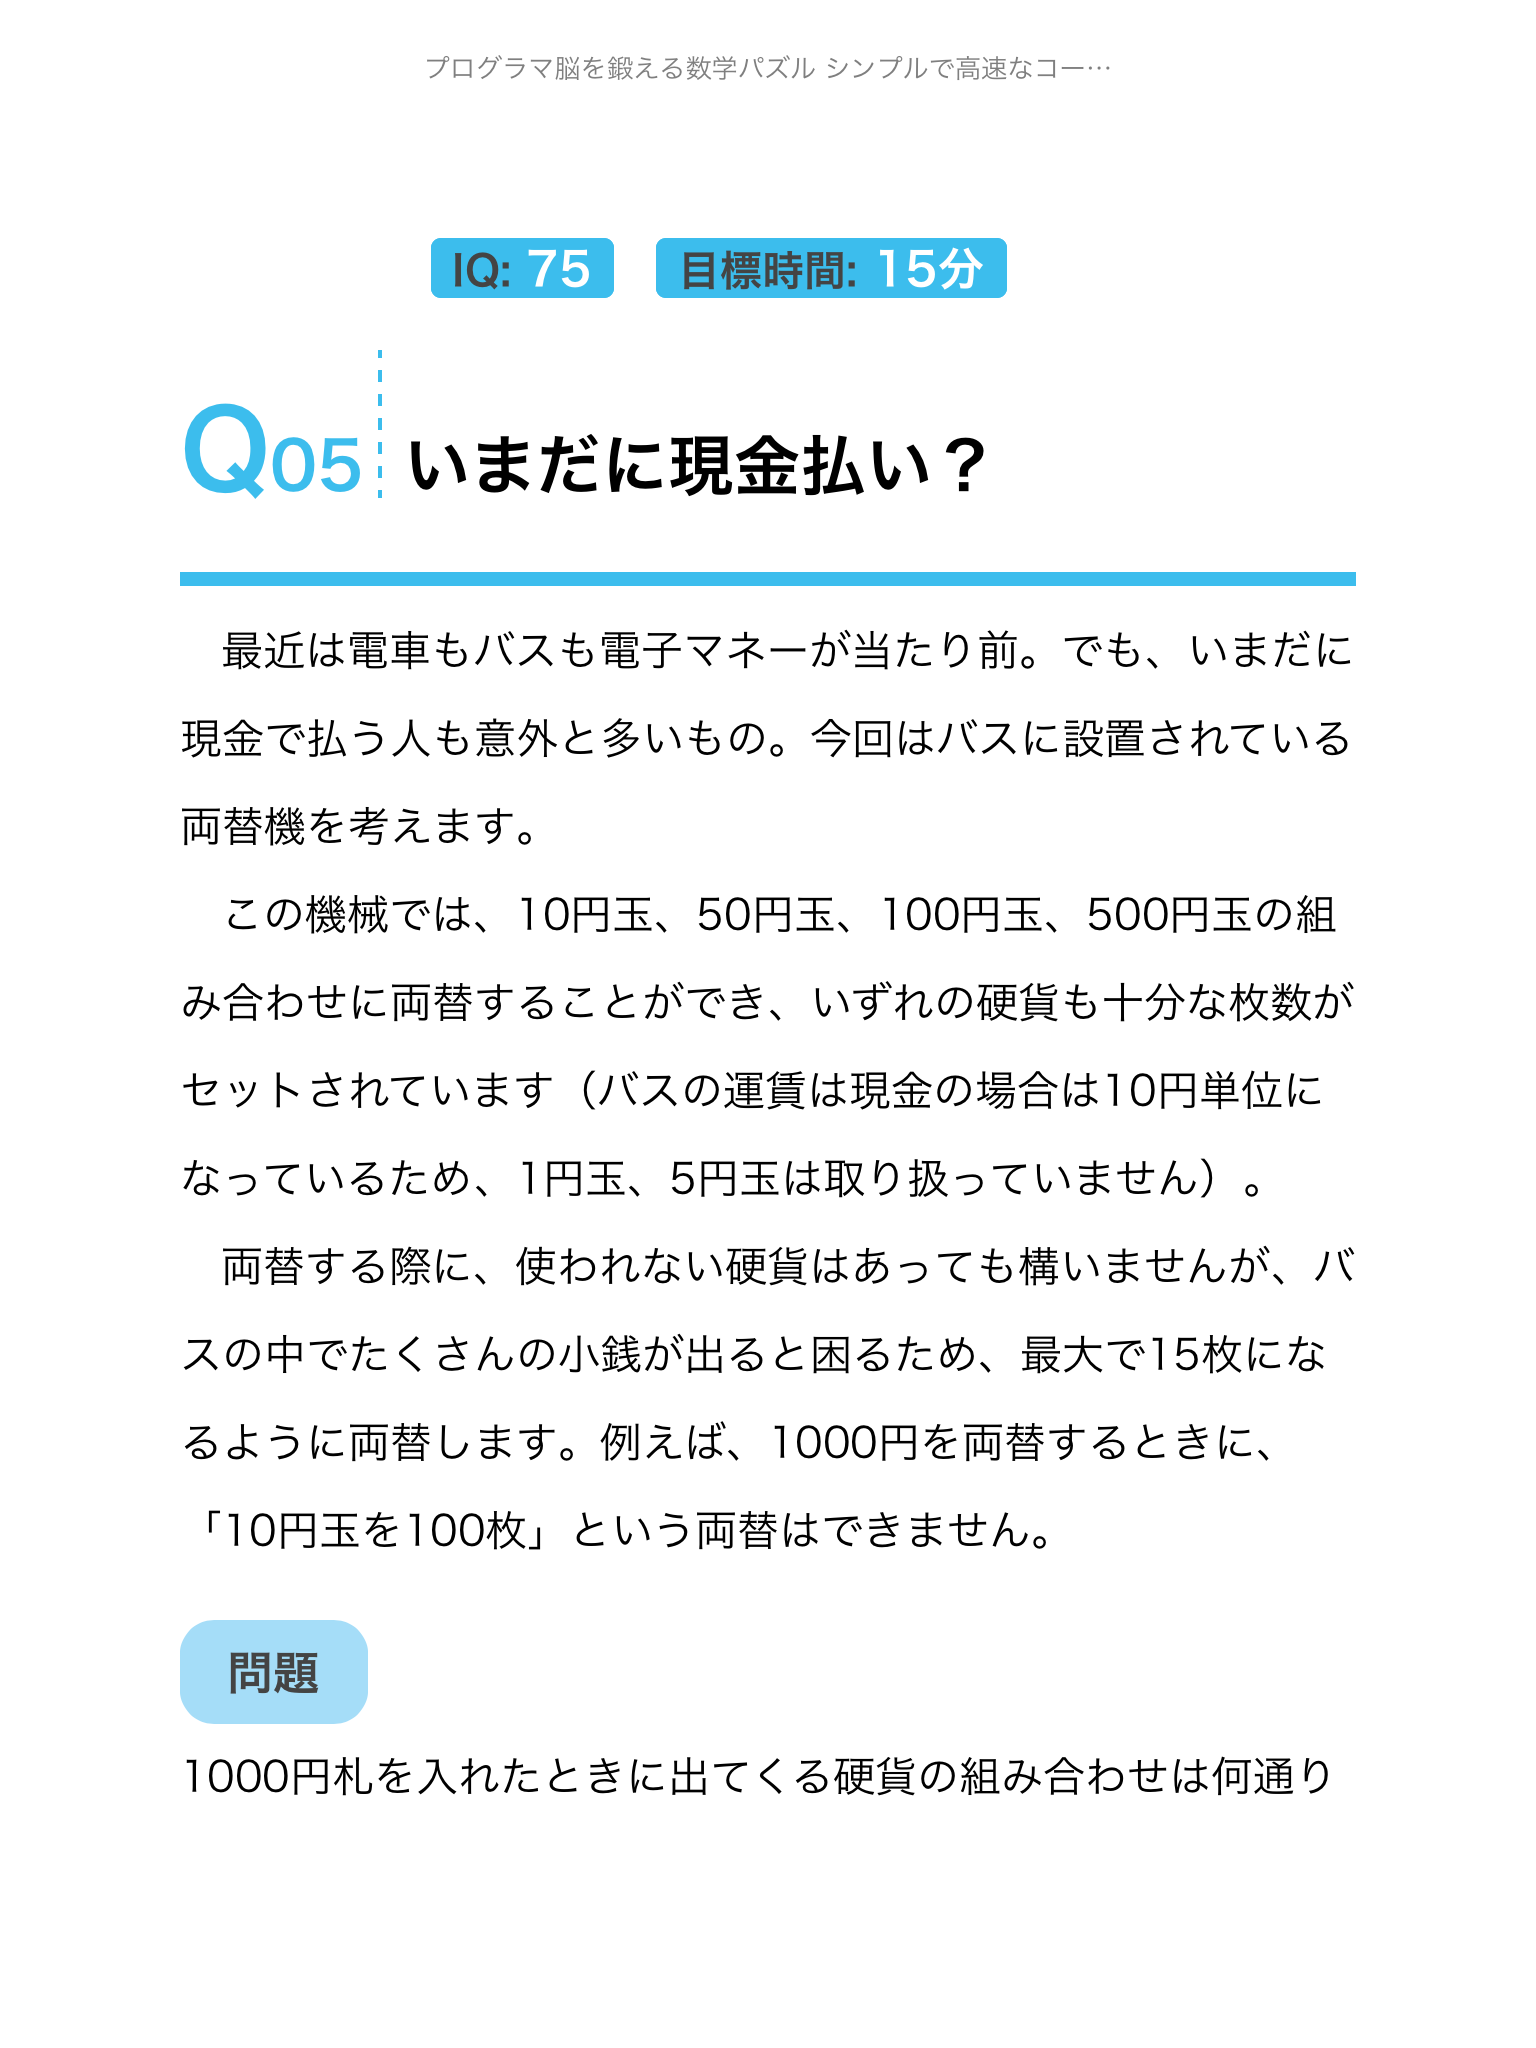 プログラマ脳を鍛える数学パズル シンプルで高速なコー…
IQ: 75 目標時間: 15分
Q05 いまだに現金払い？
　最近は電車もバスも電子マネーが当たり前。でも、いまだに
現金で払う人も意外と多いもの。今回はバスに設置されている
両替機を考えます。
　この機械では、10円玉、50円玉、100円玉、500円玉の組
み合わせに両替することができ、いずれの硬貨も十分な枚数が
セットされています（バスの運賃は現金の場合は10円単位に
なっているため、1円玉、5円玉は取り扱っていません）。
　両替する際に、使われない硬貨はあっても構いませんが、バ
スの中でたくさんの小銭が出ると困るため、最大で15枚にな
るように両替します。例えば、1000円を両替するときに、
「10円玉を100枚」という両替はできません。
問題
1000円札を入れたときに出てくる硬貨の組み合わせは何通り